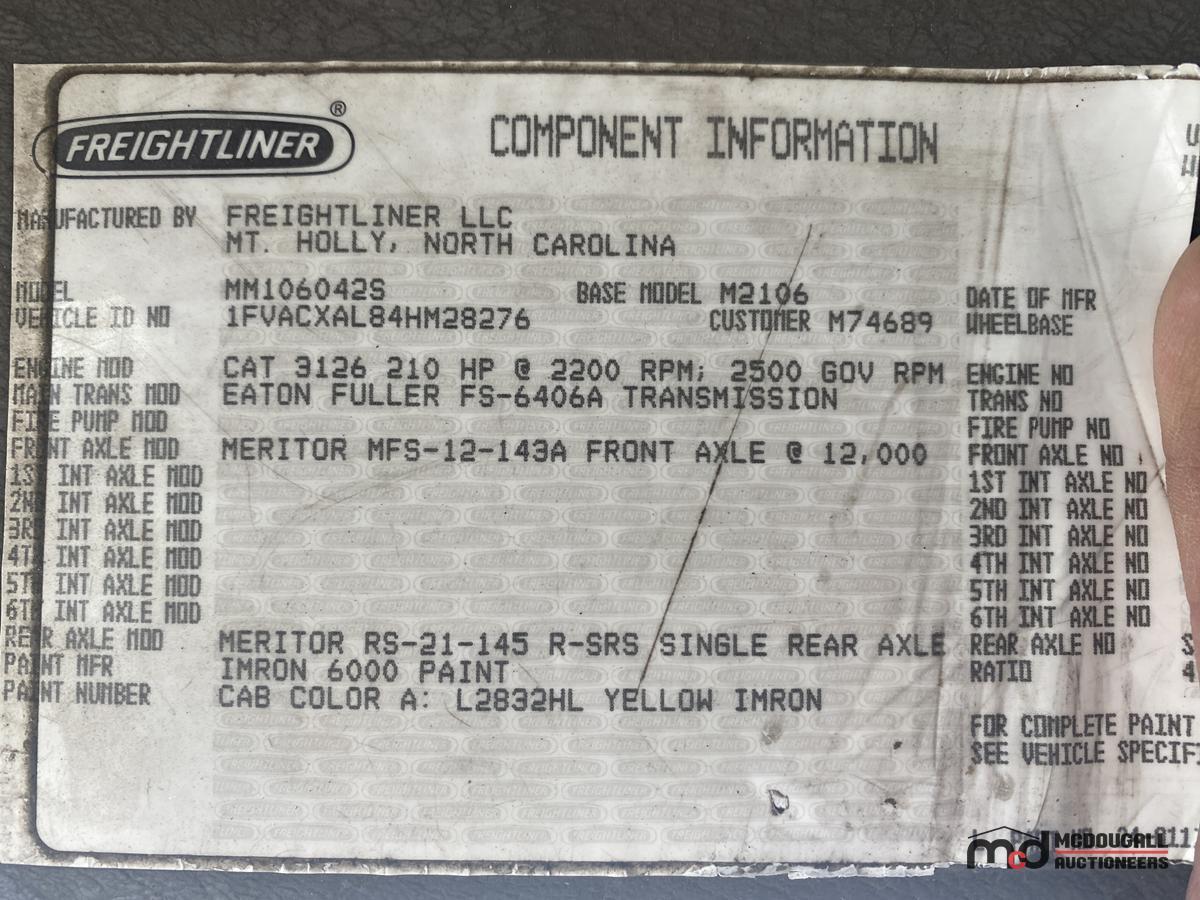 FREIGHTLINER ®
COMPONENT INFORMATION
MANUFACTURED BY FREIGHTLINER LLC
MT. HOLLY, NORTH CAROLINA
MODEL MM106042S BASE MODEL M2106 DATE OF MFR
VEHICLE ID NO 1FVACXAL84HM28276 CUSTOMER M74689 WHEELBASE
ENGINE MOD CAT 3126 210 HP @ 2200 RPM; 2500 GOV RPM ENGINE NO
MAIN TRANS MOD EATON FULLER FS-6406A TRANSMISSION TRANS NO
FIRE PUMP MOD FIRE PUMP NO
FRONT AXLE MOD MERITOR MFS-12-143A FRONT AXLE @ 12,000 FRONT AXLE NO
1ST INT AXLE MOD 1ST INT AXLE NO
2ND INT AXLE MOD 2ND INT AXLE NO
3RD INT AXLE MOD 3RD INT AXLE NO
4TH INT AXLE MOD 4TH INT AXLE NO
5TH INT AXLE MOD 5TH INT AXLE NO
6TH INT AXLE MOD 6TH INT AXLE NO
REAR AXLE MOD MERITOR RS-21-145 R-SRS SINGLE REAR AXLE REAR AXLE NO S
PAINT MFR IMRON 6000 PAINT RATIO 4
PAINT NUMBER CAB COLOR A: L2832HL YELLOW IMRON
FOR COMPLETE PAINT
SEE VEHICLE SPECIFI
mcd MCDOUGALL
AUCTIONEERS